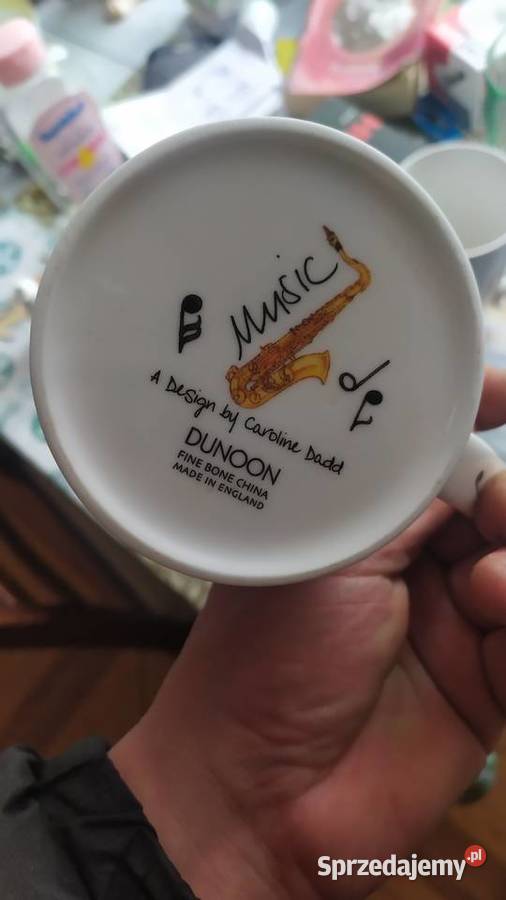 Music
A Design by Caroline Dadd
DUNOON
FINE BONE CHINA
MADE IN ENGLAND
Sprzedajemy.pl